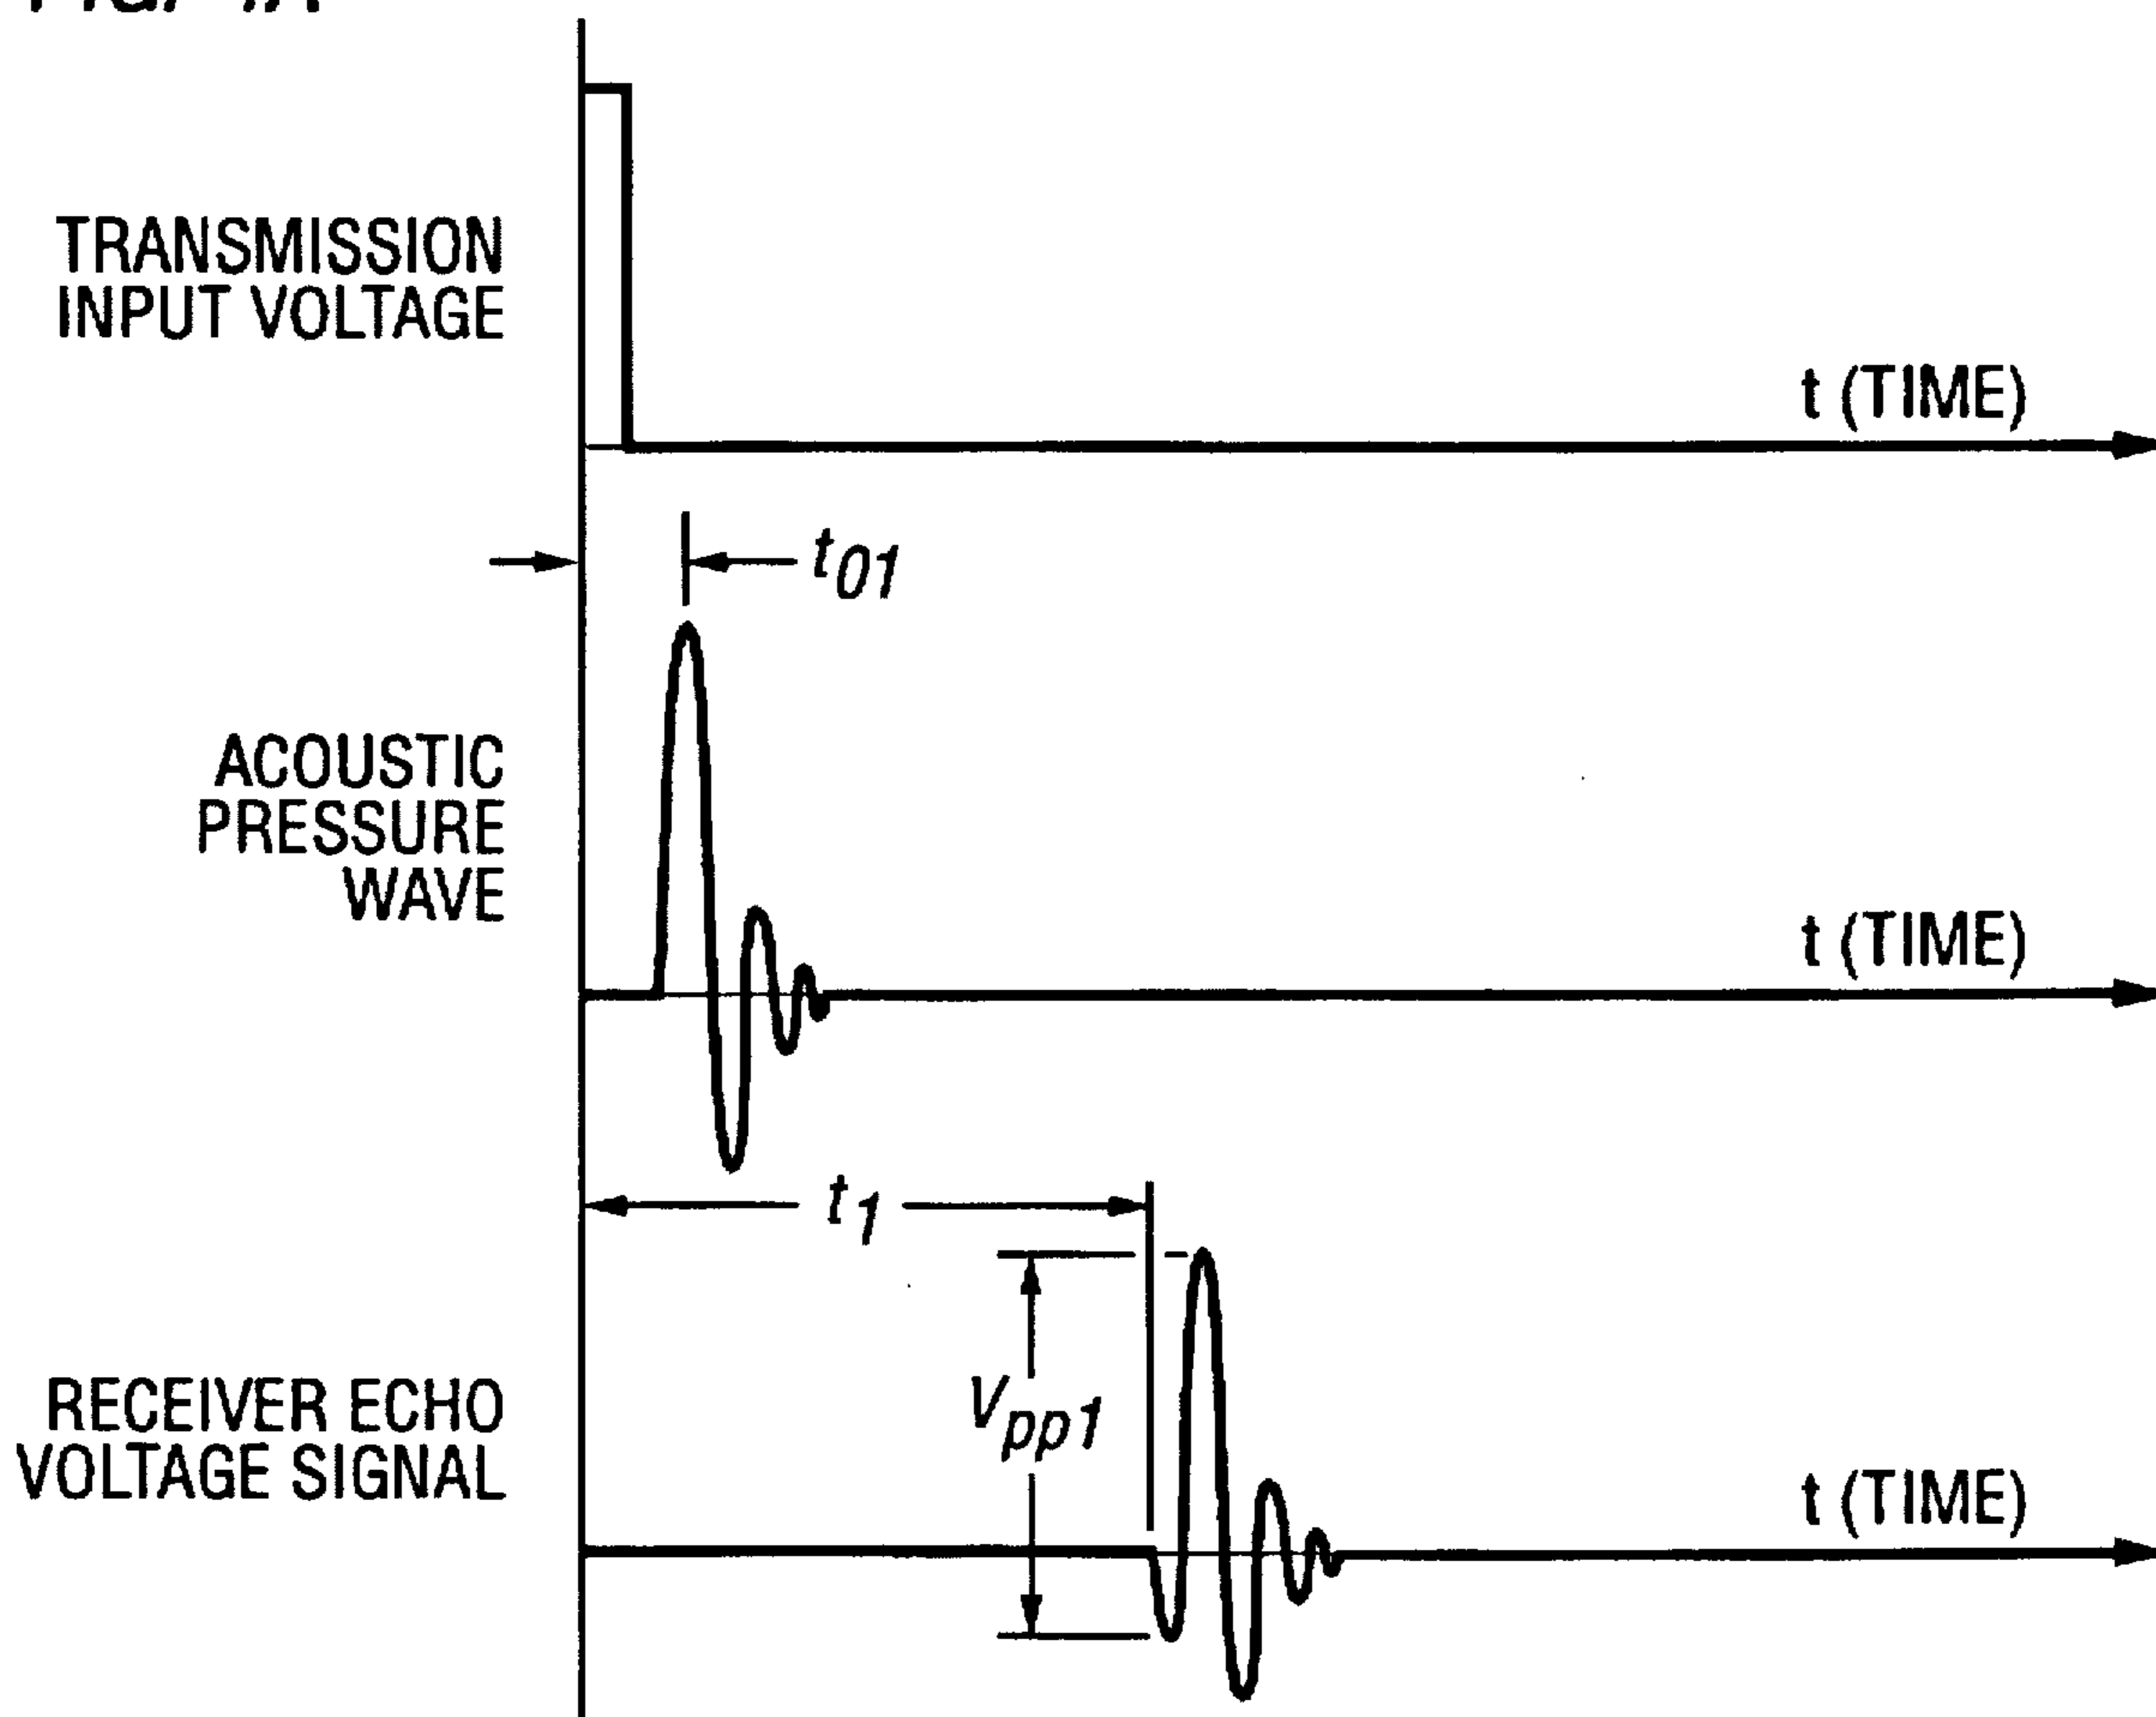 TRANSMISSION
INPUT VOLTAGE
t (TIME)
t01
ACOUSTIC
PRESSURE
WAVE
t (TIME)
t1
Vpp1
RECEIVER ECHO
VOLTAGE SIGNAL
t (TIME)